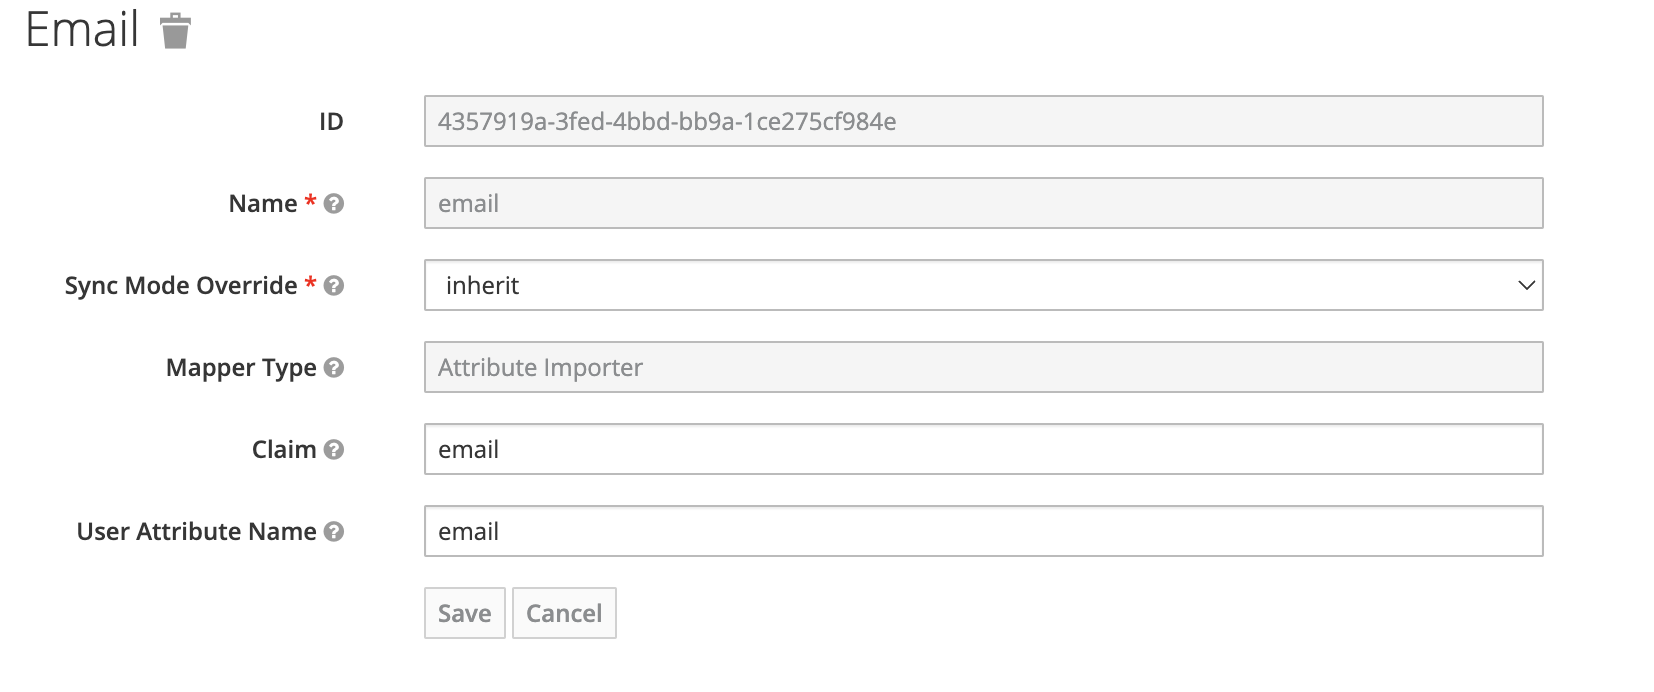 Email
ID 4357919a-3fed-4bbd-bb9a-1ce275cf984e
Name * email
Sync Mode Override * inherit
Mapper Type Attribute Importer
Claim email
User Attribute Name email
Save Cancel